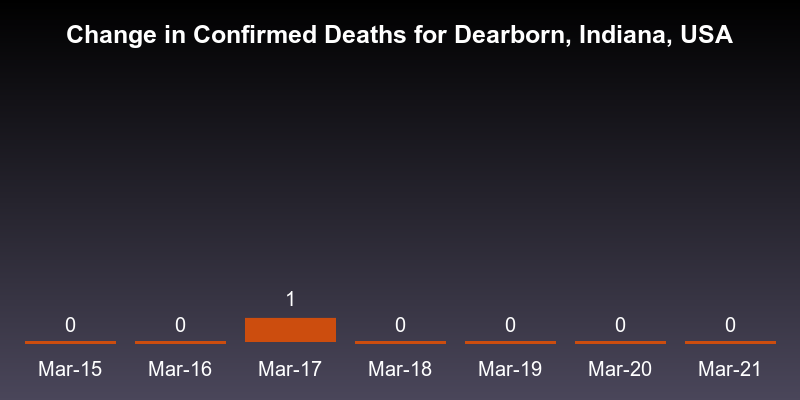 Change in Confirmed Deaths for Dearborn, Indiana, USA
1
0 0 0 0 0 0
Mar-15 Mar-16 Mar-17 Mar-18 Mar-19 Mar-20 Mar-21